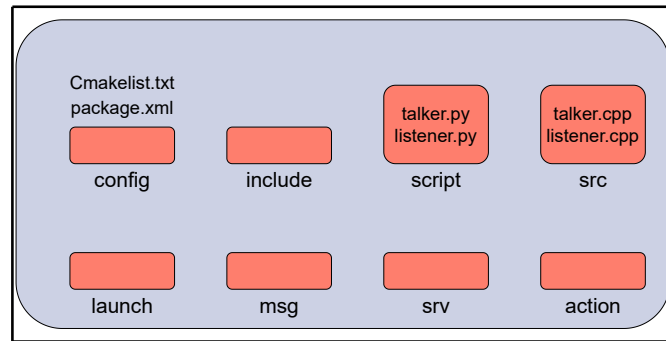 Cmakelist.txt
package.xml
config
include
talker.py
listener.py
script
talker.cpp
listener.cpp
src
launch
msg
srv
action